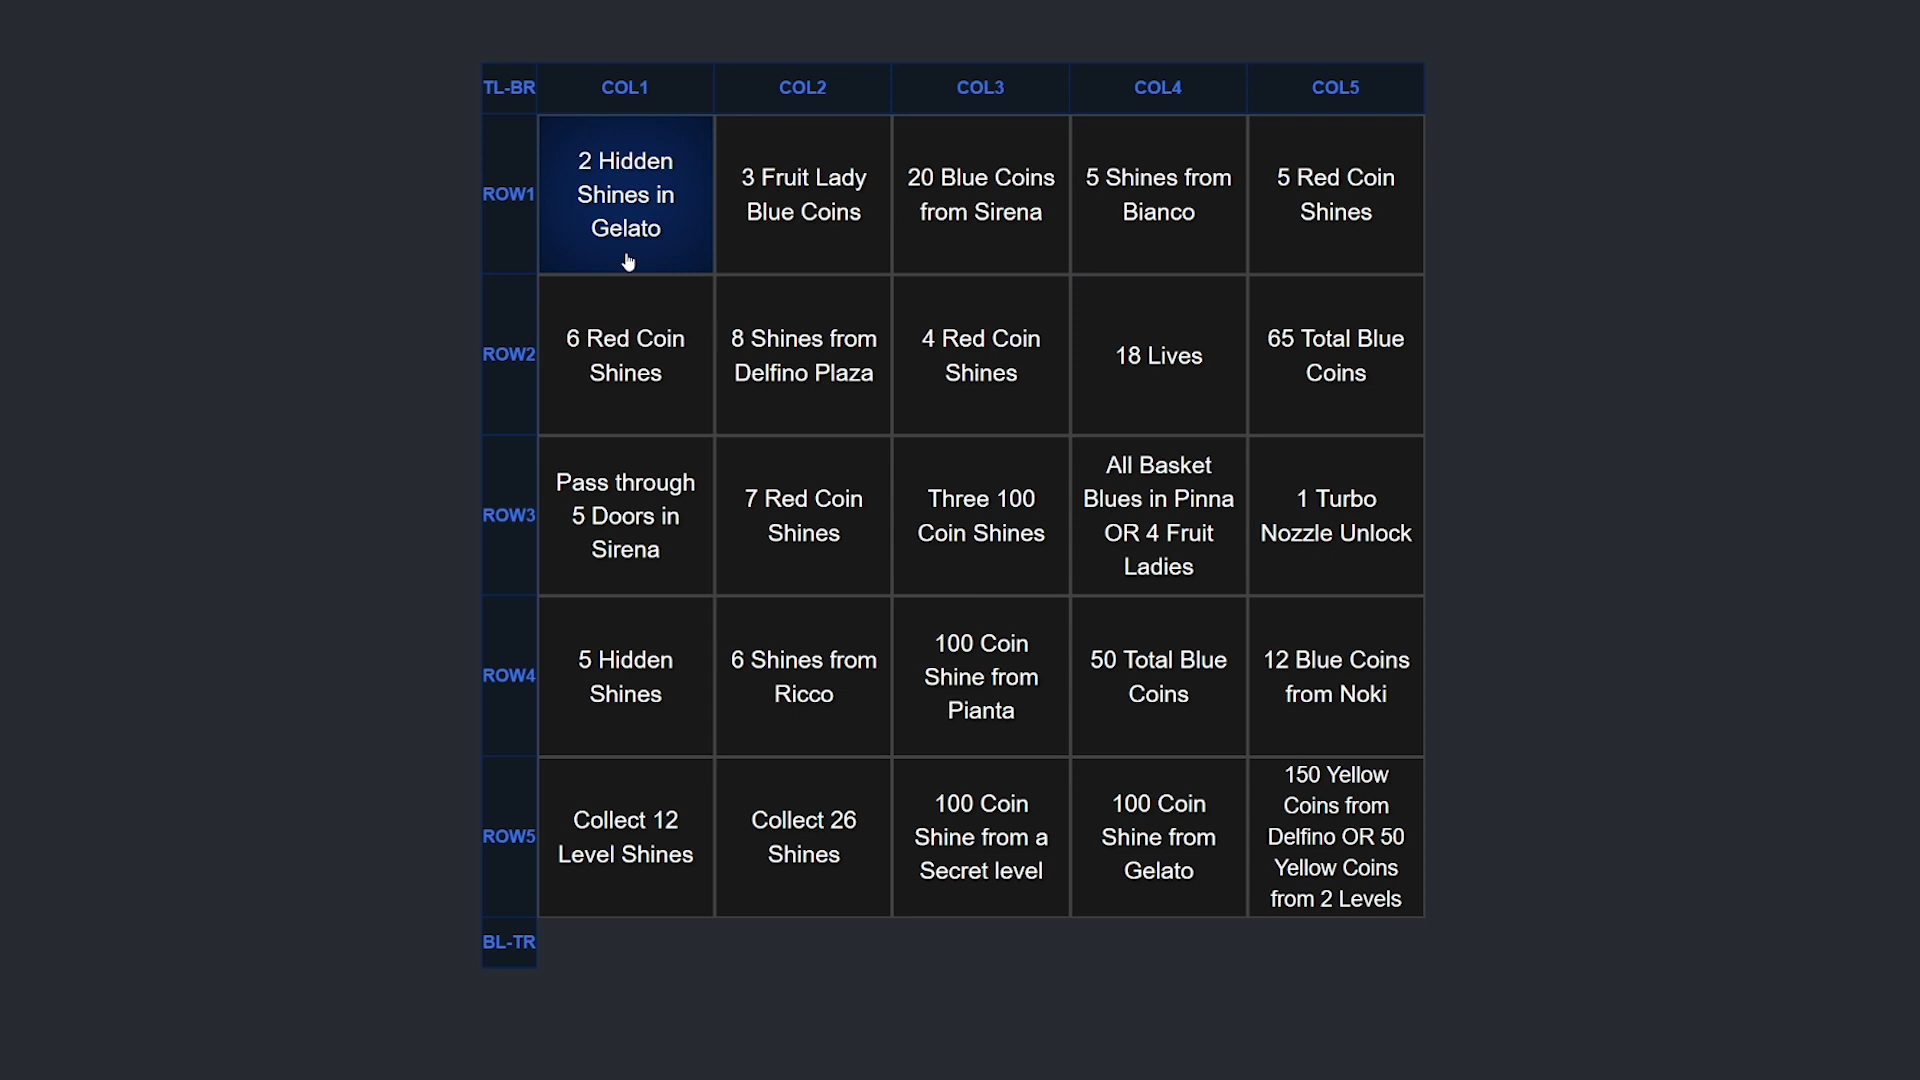 TL-BR COL1 COL2 COL3 COL4 COL5
ROW1
2 Hidden
Shines in
Gelato
3 Fruit Lady
Blue Coins
20 Blue Coins
from Sirena
5 Shines from
Bianco
5 Red Coin
Shines
ROW2
6 Red Coin
Shines
8 Shines from
Delfino Plaza
4 Red Coin
Shines
18 Lives
65 Total Blue
Coins
ROW3
Pass through
5 Doors in
Sirena
7 Red Coin
Shines
Three 100
Coin Shines
All Basket
Blues in Pinna
OR 4 Fruit
Ladies
1 Turbo
Nozzle Unlock
ROW4
5 Hidden
Shines
6 Shines from
Ricco
100 Coin
Shine from
Pianta
50 Total Blue
Coins
12 Blue Coins
from Noki
ROW5
Collect 12
Level Shines
Collect 26
Shines
100 Coin
Shine from a
Secret level
100 Coin
Shine from
Gelato
150 Yellow
Coins from
Delfino OR 50
Yellow Coins
from 2 Levels
BL-TR